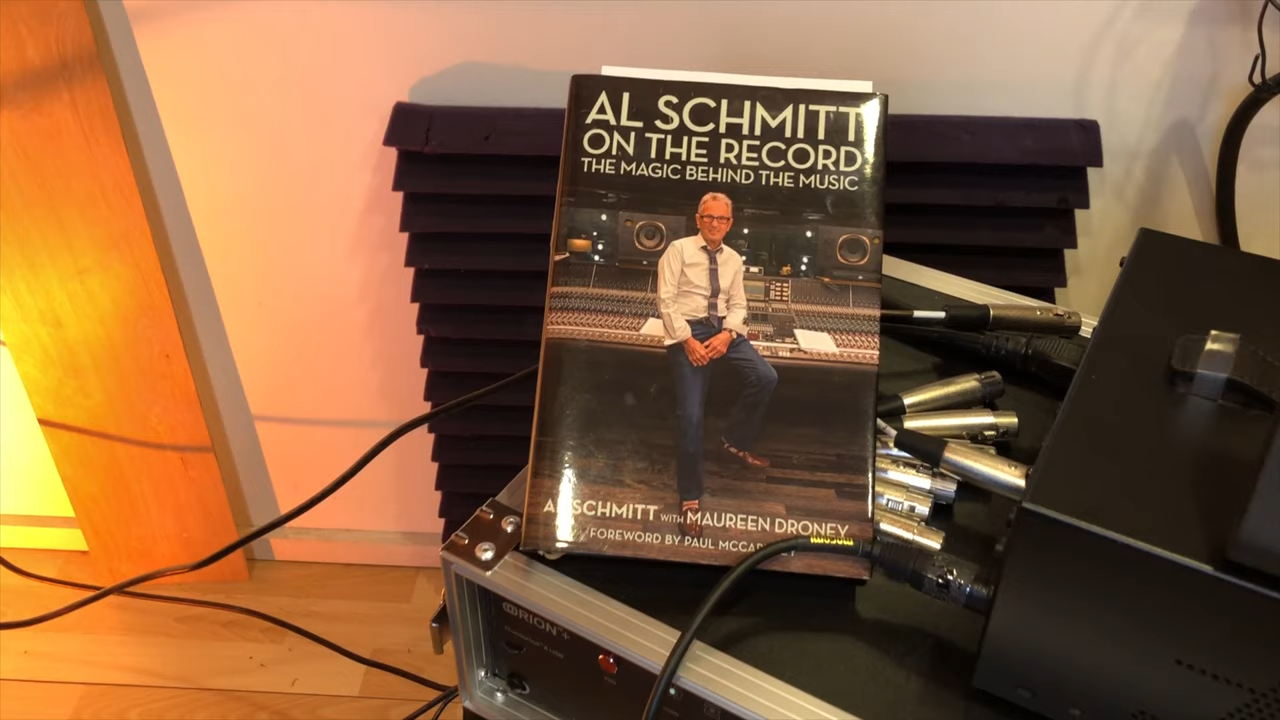 AL SCHMITT
ON THE RECORD
THE MAGIC BEHIND THE MUSIC
AL SCHMITT WITH MAUREEN DRONEY
FOREWORD BY PAUL
ORION +